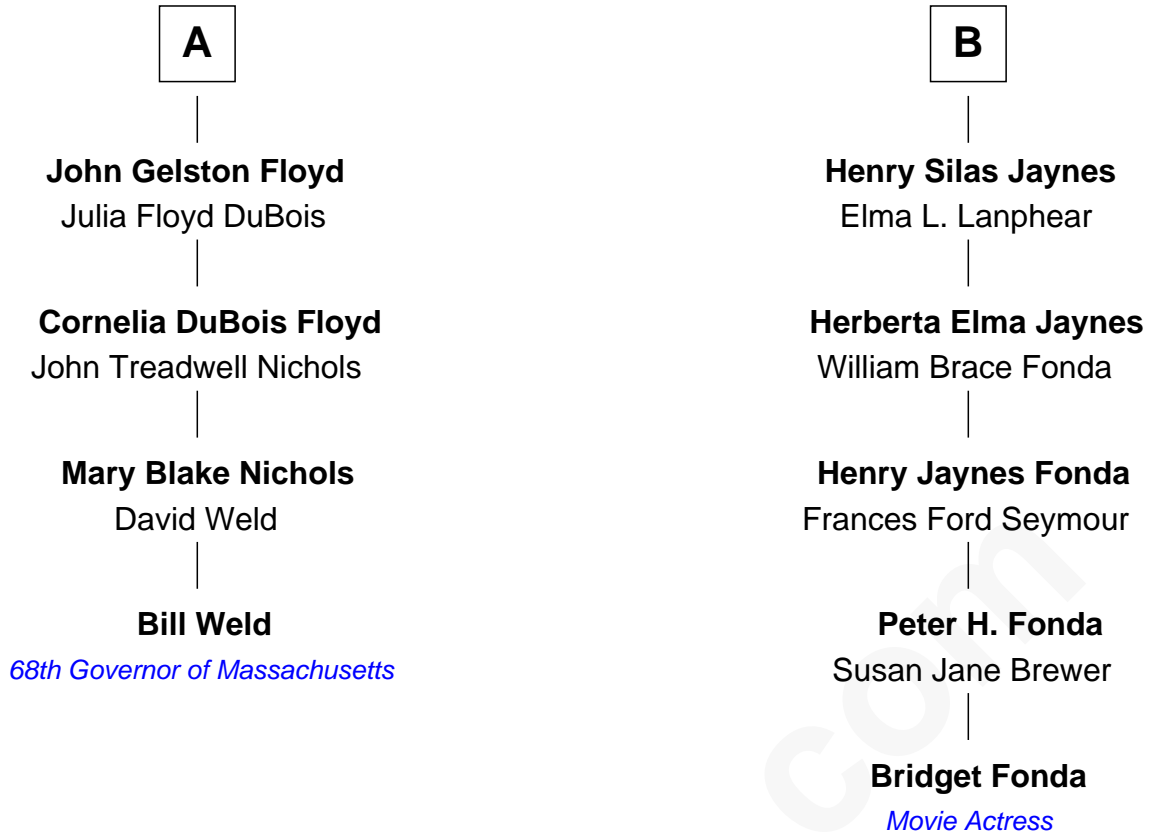 A
John Gelston Floyd
Julia Floyd DuBois
Cornelia DuBois Floyd
John Treadwell Nichols
Mary Blake Nichols
David Weld
Bill Weld
68th Governor of Massachusetts
B
Henry Silas Jaynes
Elma L. Lanphear
Herberta Elma Jaynes
William Brace Fonda
Henry Jaynes Fonda
Frances Ford Seymour
Peter H. Fonda
Susan Jane Brewer
Bridget Fonda
Movie Actress
com